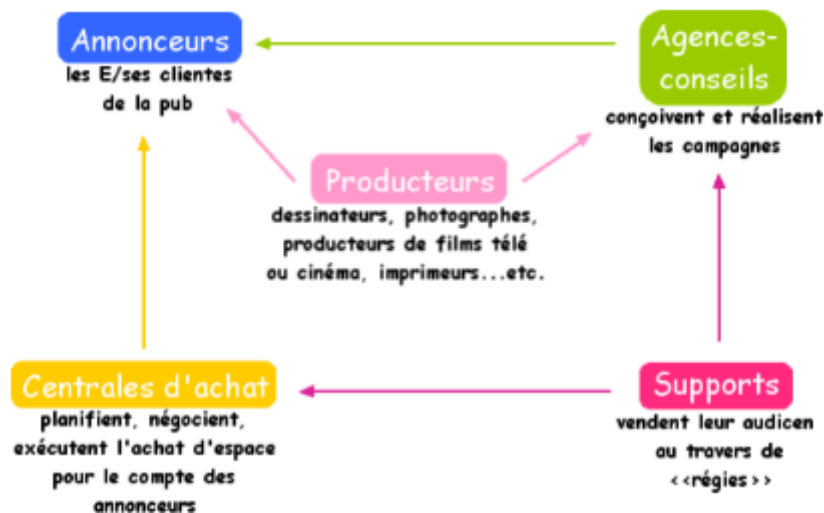 Annonceurs
les E/ses clientes
de la pub
Agences-
conseils
conçoivent et réalisent
les campagnes
Producteurs
dessinateurs, photographes,
producteurs de films télé
ou cinéma, imprimeurs...etc.
Centrales d'achat
planifient, négocient,
exécutent l'achat d'espace
pour le compte des
annonceurs
Supports
vendent leur audicen
au travers de
<<régies>>